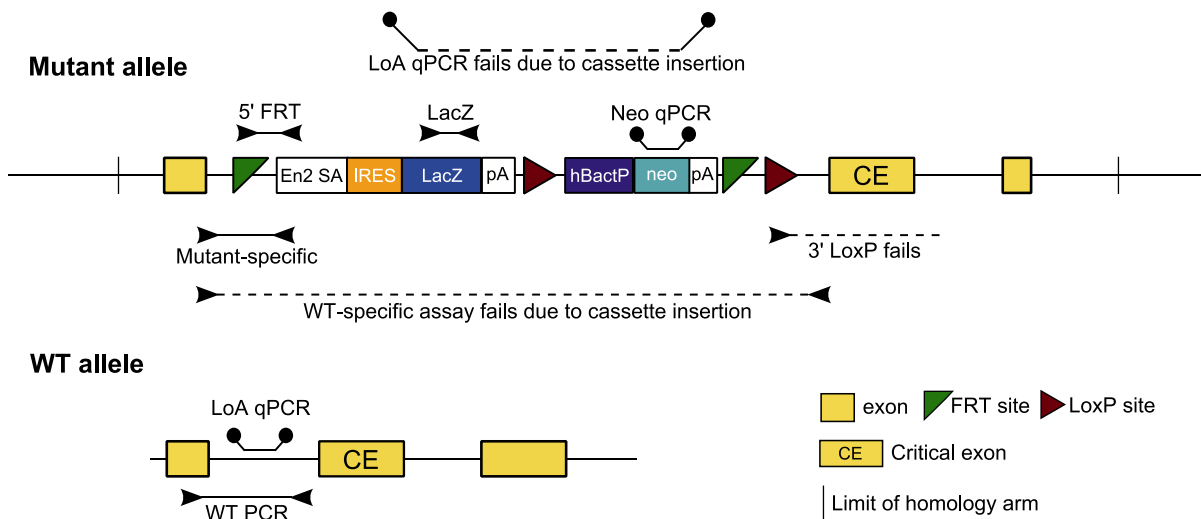 LoA qPCR fails due to cassette insertion
Mutant allele
5' FRT
LacZ
Neo qPCR
En2 SA
IRES
LacZ
pA
hBactP
neo
pA
CE
Mutant-specific
3' LoxP fails
WT-specific assay fails due to cassette insertion
WT allele
LoA qPCR
CE
WT PCR
exon
FRT site
LoxP site
CE
Critical exon
Limit of homology arm